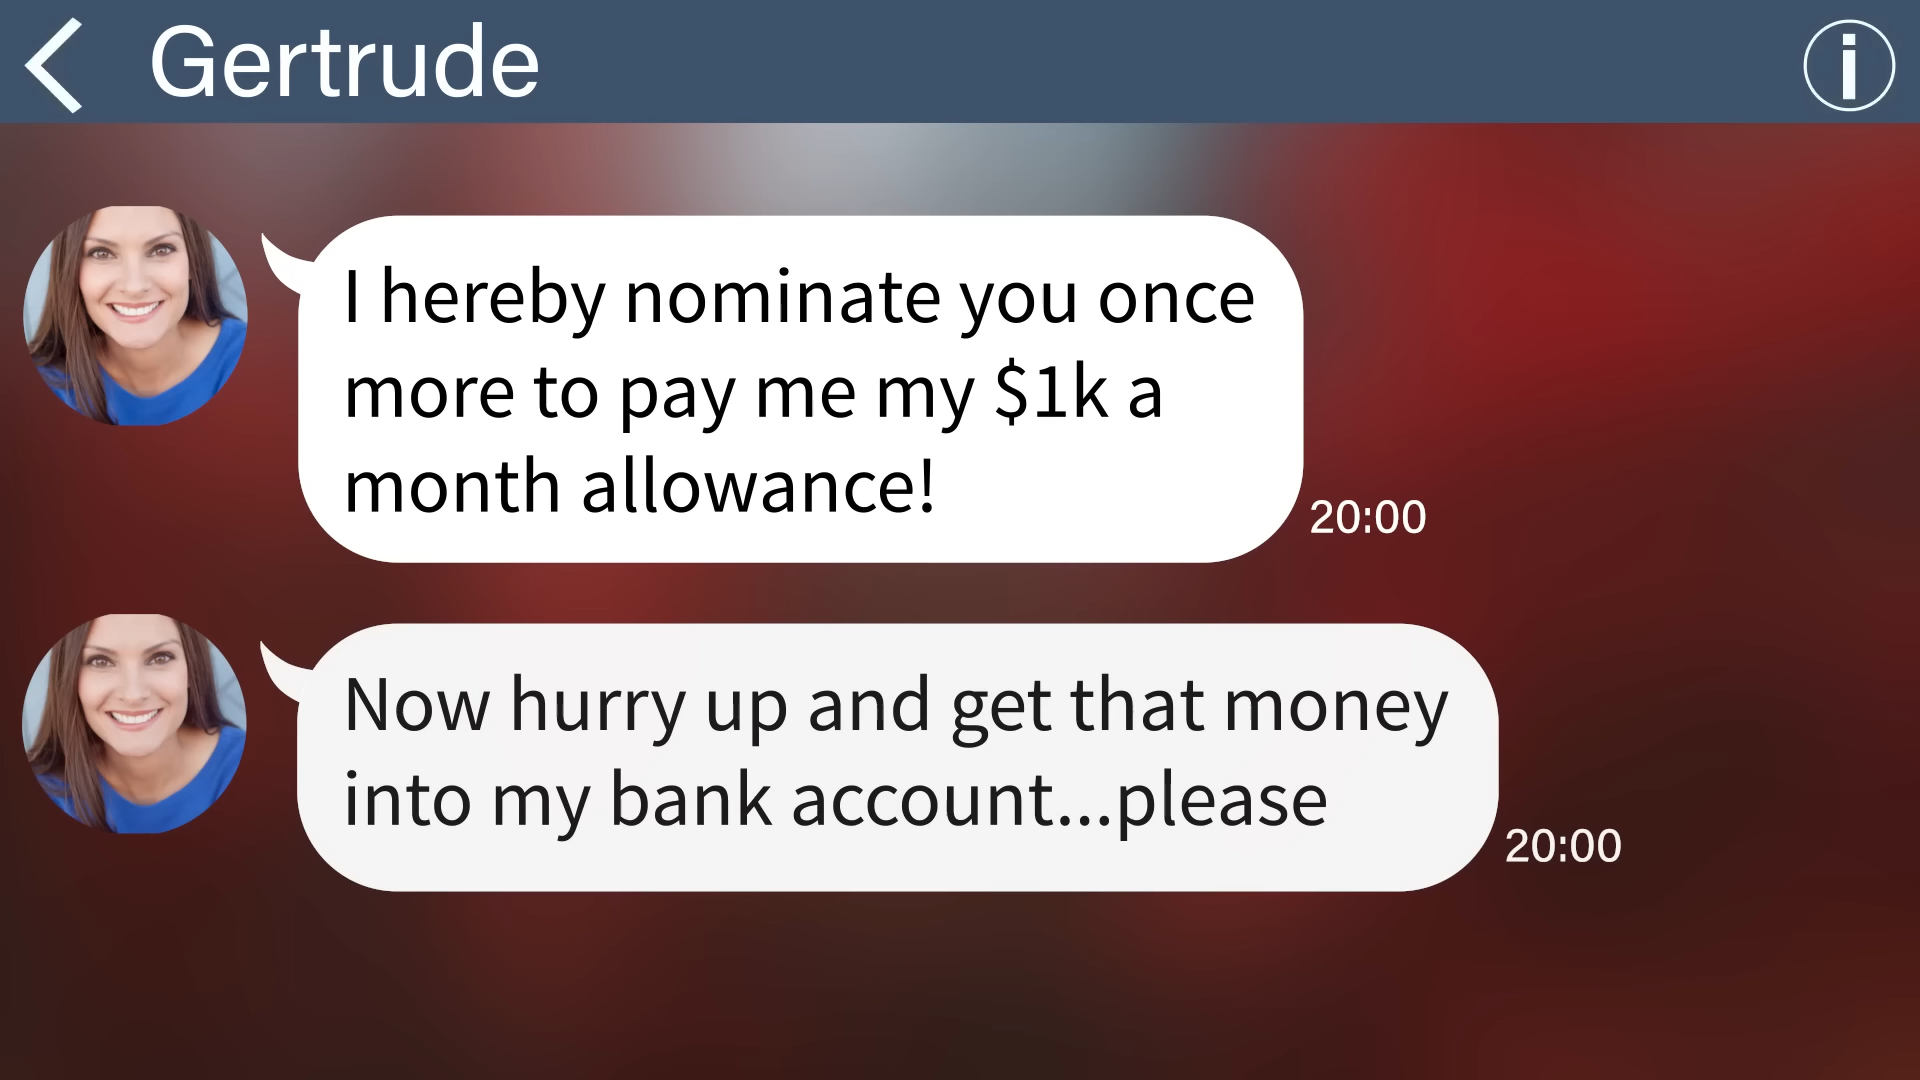 Gertrude
I hereby nominate you once
more to pay me my $1k a
month allowance!
20:00
Now hurry up and get that money
into my bank account...please
20:00